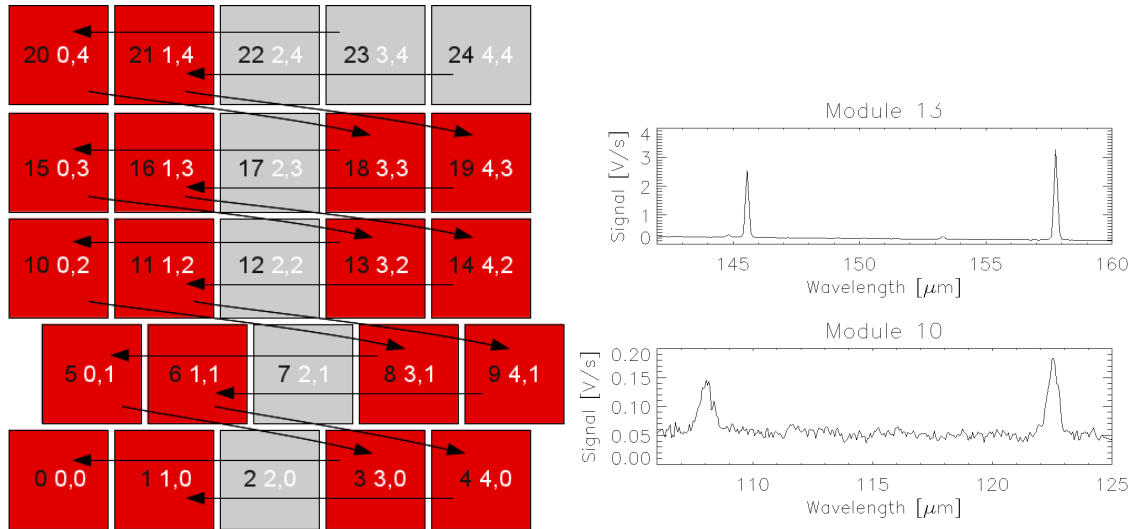 20 0,4 21 1,4 22 2,4 23 3,4 24 4,4
15 0,3 16 1,3 17 2,3 18 3,3 19 4,3
10 0,2 11 1,2 12 2,2 13 3,2 14 4,2
5 0,1 6 1,1 7 2,1 8 3,1 9 4,1
0 0,0 1 1,0 2 2,0 3 3,0 4 4,0
Module 13
Signal [V/s]
4
3
2
1
0
145 150 155 160
Wavelength [μm]
Module 10
Signal [V/s]
0.20
0.15
0.10
0.05
0.00
110 115 120 125
Wavelength [μm]